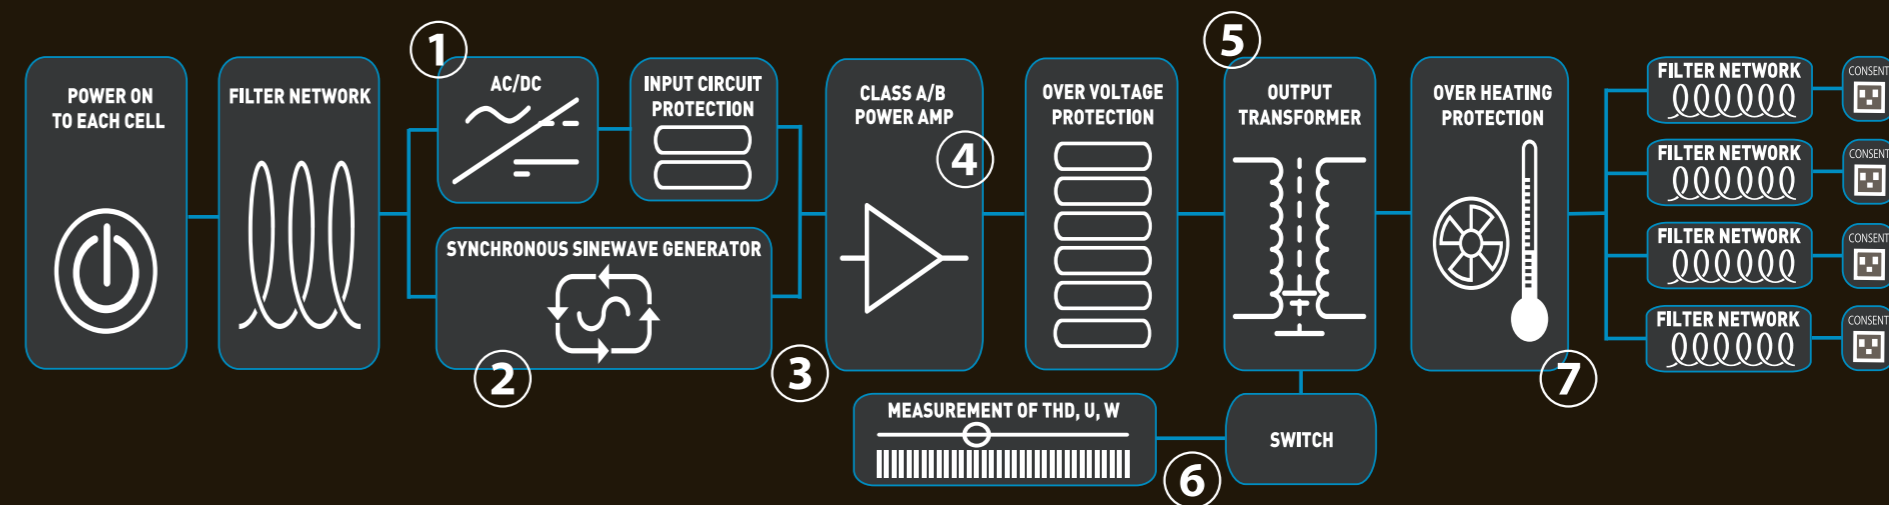 POWER ON
TO EACH CELL
FILTER NETWORK
1
AC/DC
INPUT CIRCUIT
PROTECTION
SYNCHRONOUS SINEWAVE GENERATOR
2
3
CLASS A/B
POWER AMP
4
OVER VOLTAGE
PROTECTION
5
OUTPUT
TRANSFORMER
MEASUREMENT OF THD, U, W
6
SWITCH
OVER HEATING
PROTECTION
7
FILTER NETWORK
CONSENT
FILTER NETWORK
CONSENT
FILTER NETWORK
CONSENT
FILTER NETWORK
CONSENT